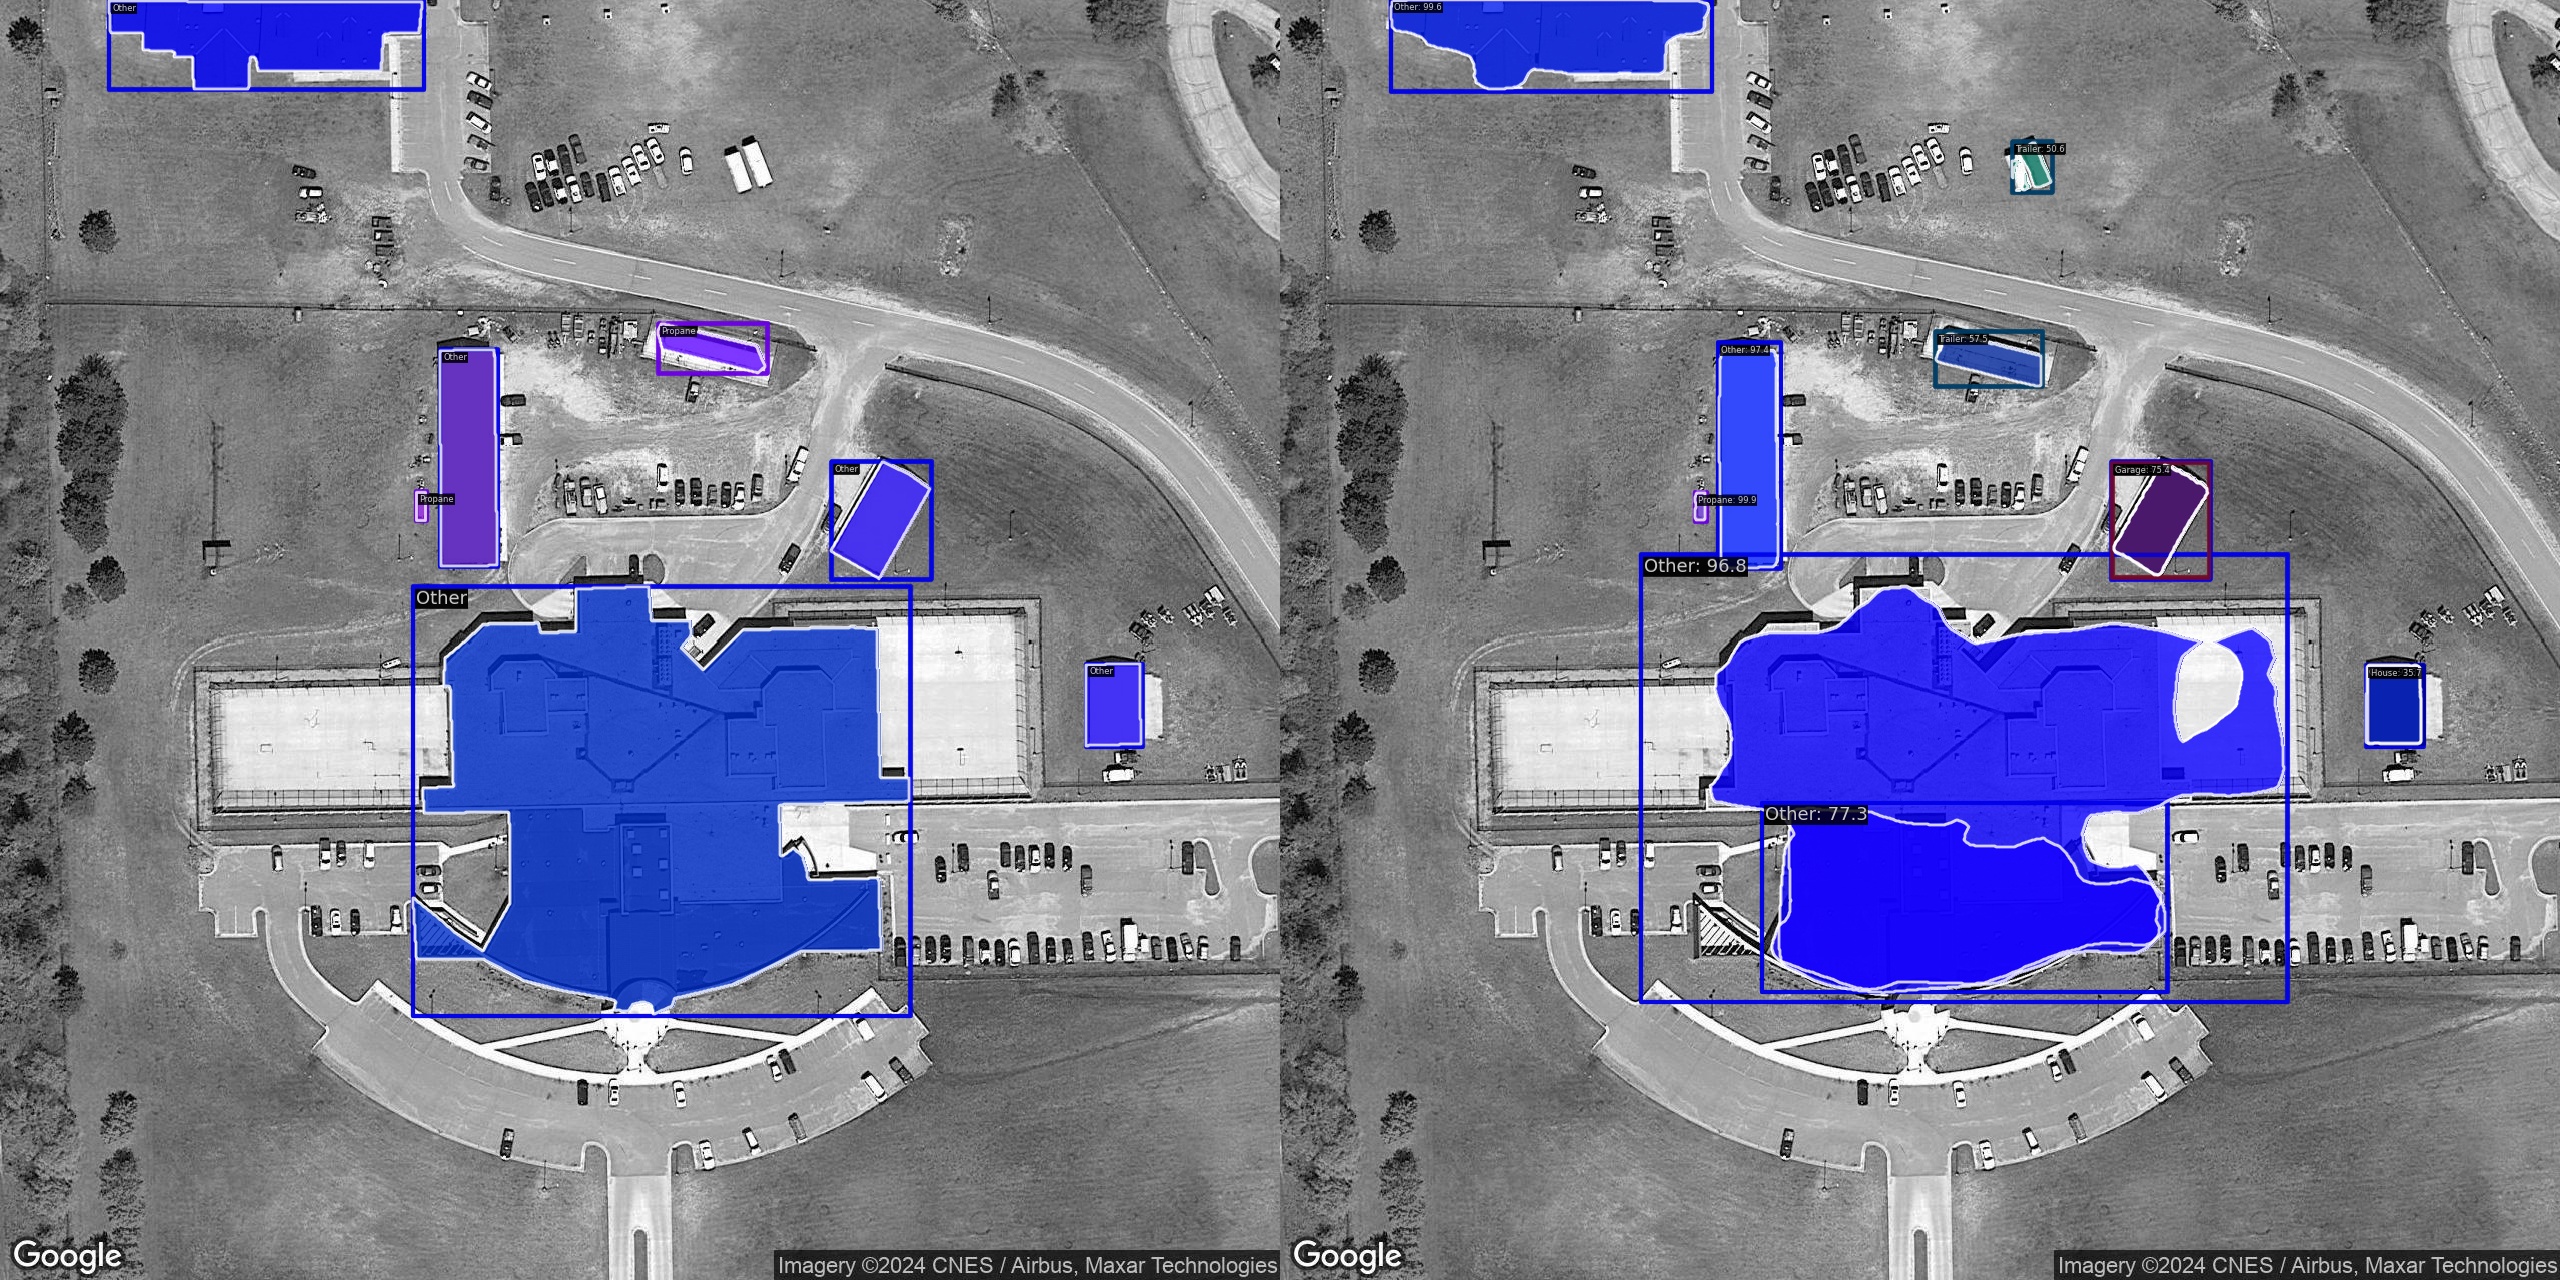 Other
Other: 99.6
Trailer: 50.6
Propane
Trailer: 57.5
Other
Other: 97.4
Other
Garage: 75.4
Propane
Propane: 99.9
Other
Other: 96.8
Other
House: 35.7
Other: 77.3
Google
Imagery ©2024 CNES / Airbus, Maxar Technologies
Google
Imagery ©2024 CNES / Airbus, Maxar Technologies